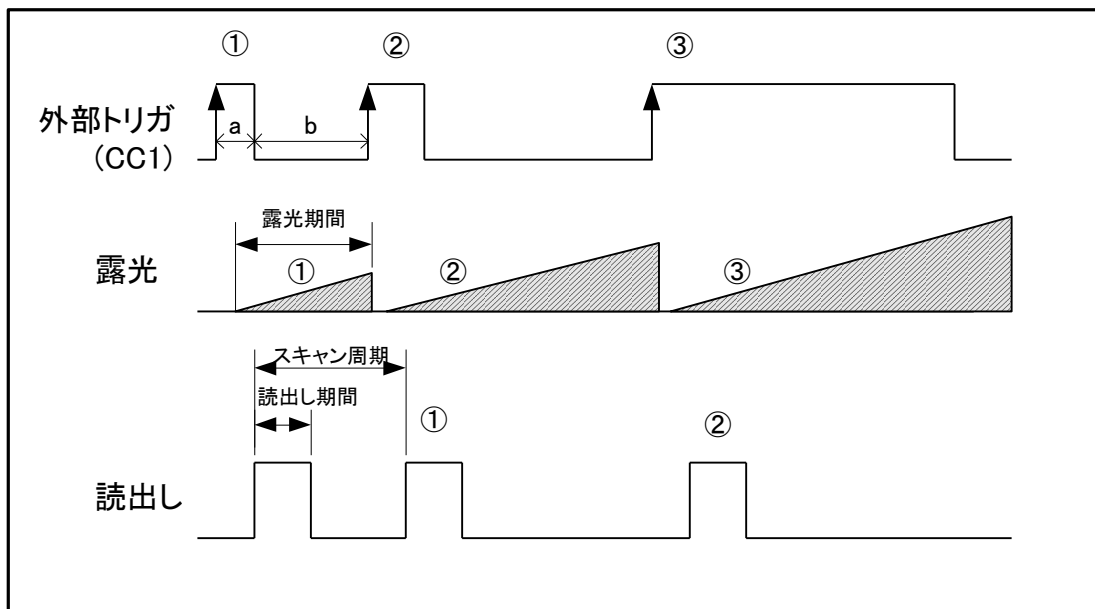 ① ② ③
外部トリガ
(CC1)
a b
露光期間
露光
① ② ③
スキャン周期
読出し期間
① ②
読出し